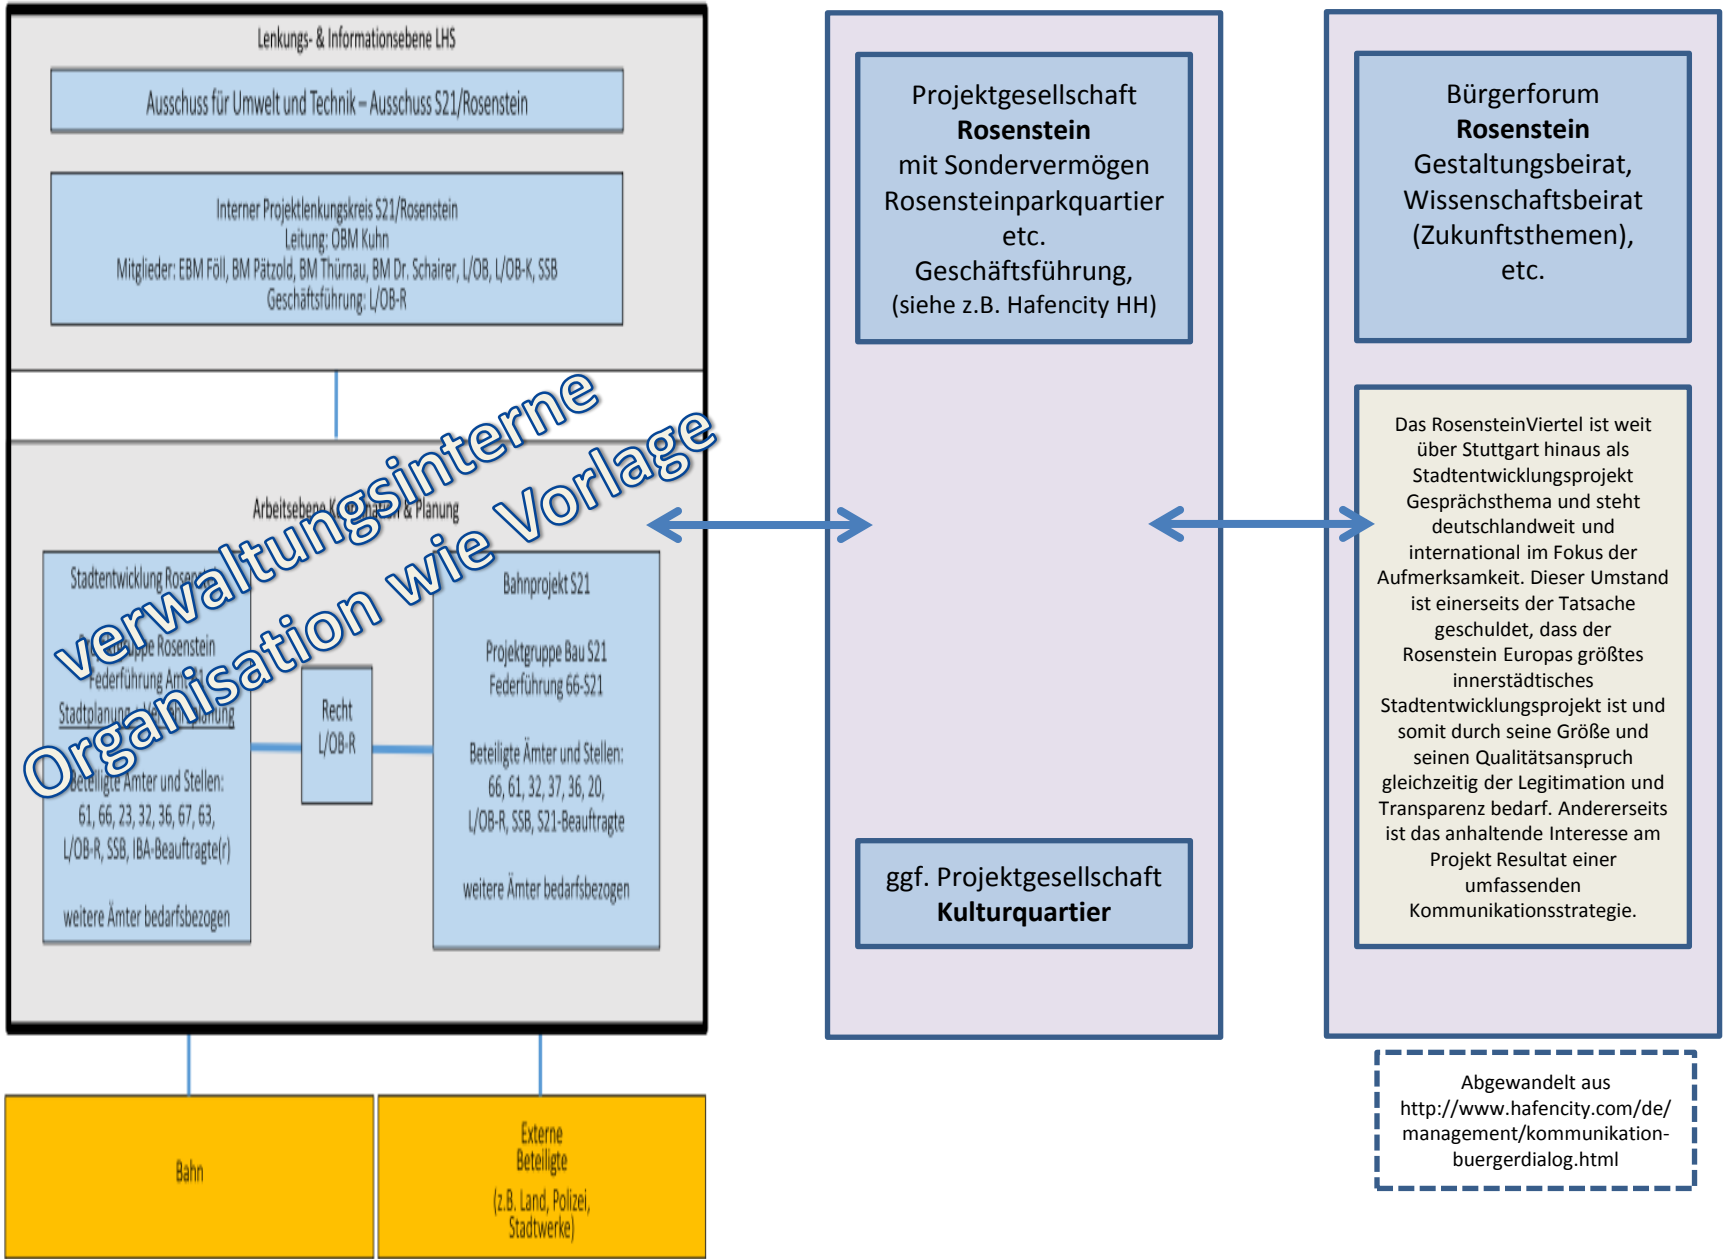 Lenkungs- & Informationsebene LHS
Ausschuss für Umwelt und Technik – Ausschuss S21/Rosenstein
Interner Projektlenkungskreis S21/Rosenstein
Leitung: OBM Kuhn
Mitglieder: EBM Föll, BM Pätzold, BM Thürnau, BM Dr. Schairer, L/OB, L/OB-K, SSB
Geschäftsführung: L/OB-R
verwaltungsinterne
Organisation wie Vorlage
Arbeitsebene & Planung
Stadtentwicklung
Rosenstein
Federführung
Stadtplanung
Beteiligte Ämter und Stellen:
61, 66, 23, 32, 36, 67, 63,
L/OB-R, SSB, IBA-Beauftragte(r)
weitere Ämter bedarfsbezogen
Recht
L/OB-R
Bahnprojekt S21
Projektgruppe Bau S21
Federführung 66-S21
Beteiligte Ämter und Stellen:
66, 61, 32, 37, 36, 20,
L/OB-R, SSB, S21-Beauftragte
weitere Ämter bedarfsbezogen
Bahn
Externe
Beteiligte
(z.B. Land, Polizei,
Stadtwerke)
Projektgesellschaft
Rosenstein
mit Sondervermögen
Rosensteinparkquartier
etc.
Geschäftsführung,
(siehe z.B. Hafencity HH)
ggf. Projektgesellschaft
Kulturquartier
Bürgerforum
Rosenstein
Gestaltungsbeirat,
Wissenschaftsbeirat
(Zukunftsthemen),
etc.
Das RosensteinViertel ist weit
über Stuttgart hinaus als
Stadtentwicklungsprojekt
Gesprächsthema und steht
deutschlandweit und
international im Fokus der
Aufmerksamkeit. Dieser Umstand
ist einerseits der Tatsache
geschuldet, dass der
Rosenstein Europas größtes
innerstädtisches
Stadtentwicklungsprojekt ist und
somit durch seine Größe und
seinen Qualitätsanspruch
gleichzeitig der Legitimation und
Transparenz bedarf. Andererseits
ist das anhaltende Interesse am
Projekt Resultat einer
umfassenden
Kommunikationsstrategie.
Abgewandelt aus
http://www.hafencity.com/de/
management/kommunikation-
buergerdialog.html